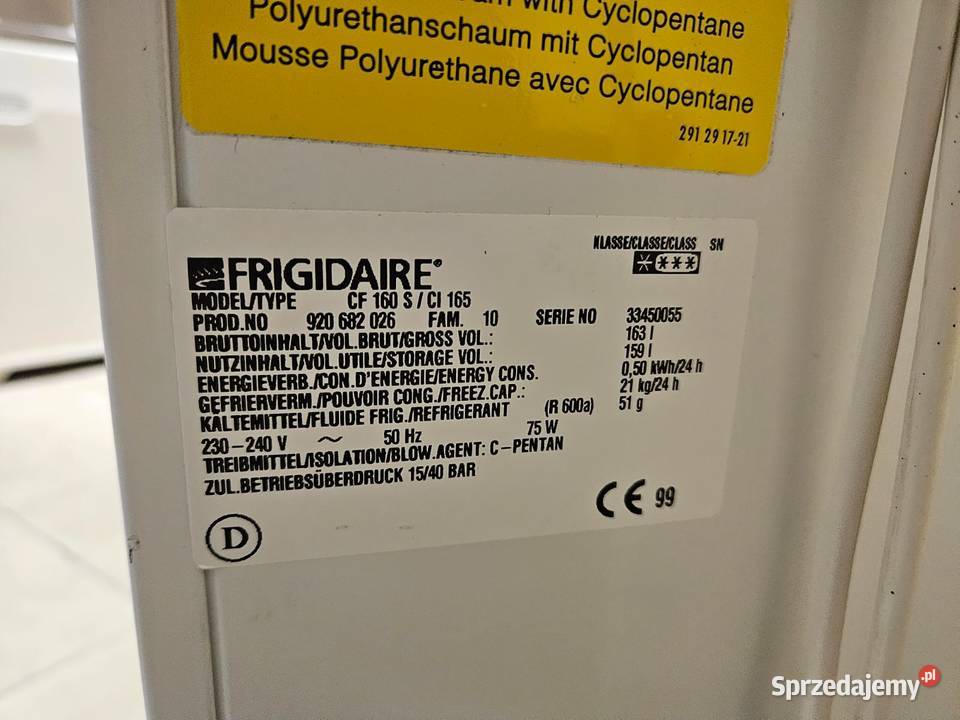 with Cyclopentane
Polyurethanschaum mit Cyclopentan
Mousse Polyurethane avec Cyclopentane
291 29 17-21
KLASSE/CLASSE/CLASS SN
FRIGIDAIRE
MODEL/TYPE CF 160 S / CI 165
PROD.NO 920 682 026 FAM. 10 SERIE NO 33450055
BRUTTOINHALT/VOL.BRUT/GROSS VOL.: 163 l
NUTZINHALT/VOL.UTILE/STORAGE VOL.: 159 l
ENERGIEVERB./CON.D'ENERGIE/ENERGY CONS. 0,50 kWh/24 h
GEFRIERVERM./POUVOIR CONG./FREEZ.CAP.: 21 kg/24 h
KALTEMITTEL/FLUIDE FRIG./REFRIGERANT (R 600a) 51 g
230-240 V ~ 50 Hz 75 W
TREIBMITTEL/ISOLATION/BLOW.AGENT: C-PENTAN
ZUL.BETRIEBSÜBERDRUCK 15/40 BAR
CE 99
D
Sprzedajemy.pl